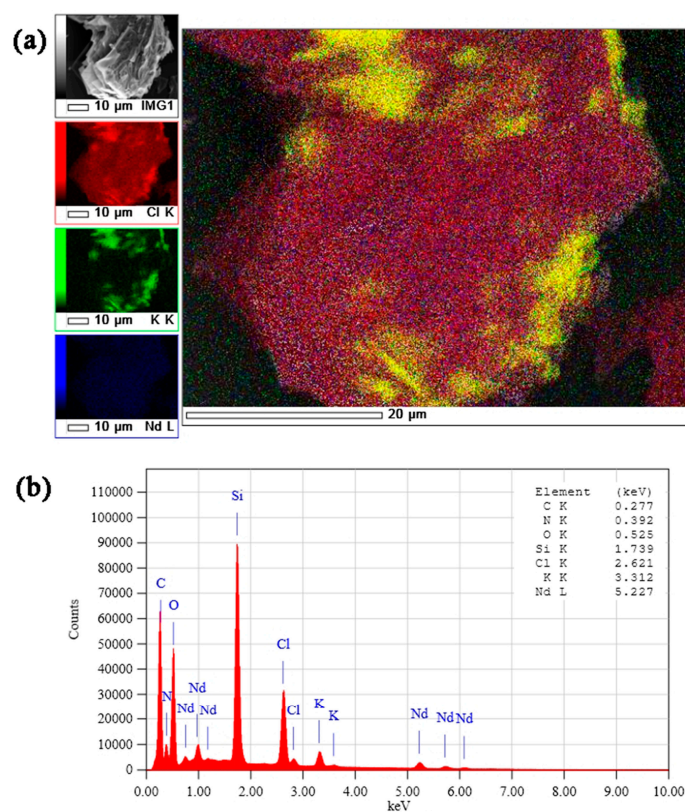 (a)
10 µm IMG1
10 µm Cl K
10 µm K K
10 µm Nd L
20 µm
(b)
Counts
110000
100000
90000
80000
70000
60000
50000
40000
30000
20000
10000
0
C
N
O
Nd
Nd
Nd
Si
Cl
Cl
K
K
Nd
Nd
Nd
Element (keV)
C K 0.277
N K 0.392
O K 0.525
Si K 1.739
Cl K 2.621
K K 3.312
Nd L 5.227
0.00 1.00 2.00 3.00 4.00 5.00 6.00 7.00 8.00 9.00 10.00
keV